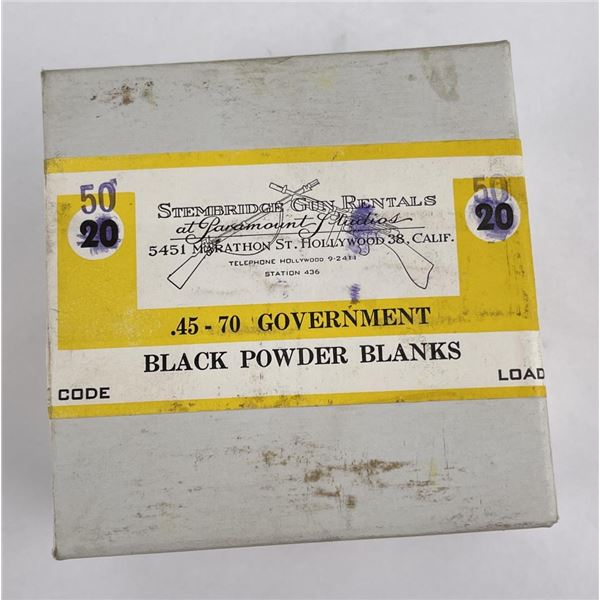 50 50
20 20
STEMBRIDGE GUN RENTALS
at Paramount Studios
5451 MARATHON ST. HOLLYWOOD 38, CALIF.
TELEPHONE HOLLYWOOD 9-2411
STATION 436
.45-70 GOVERNMENT
BLACK POWDER BLANKS
CODE LOAD